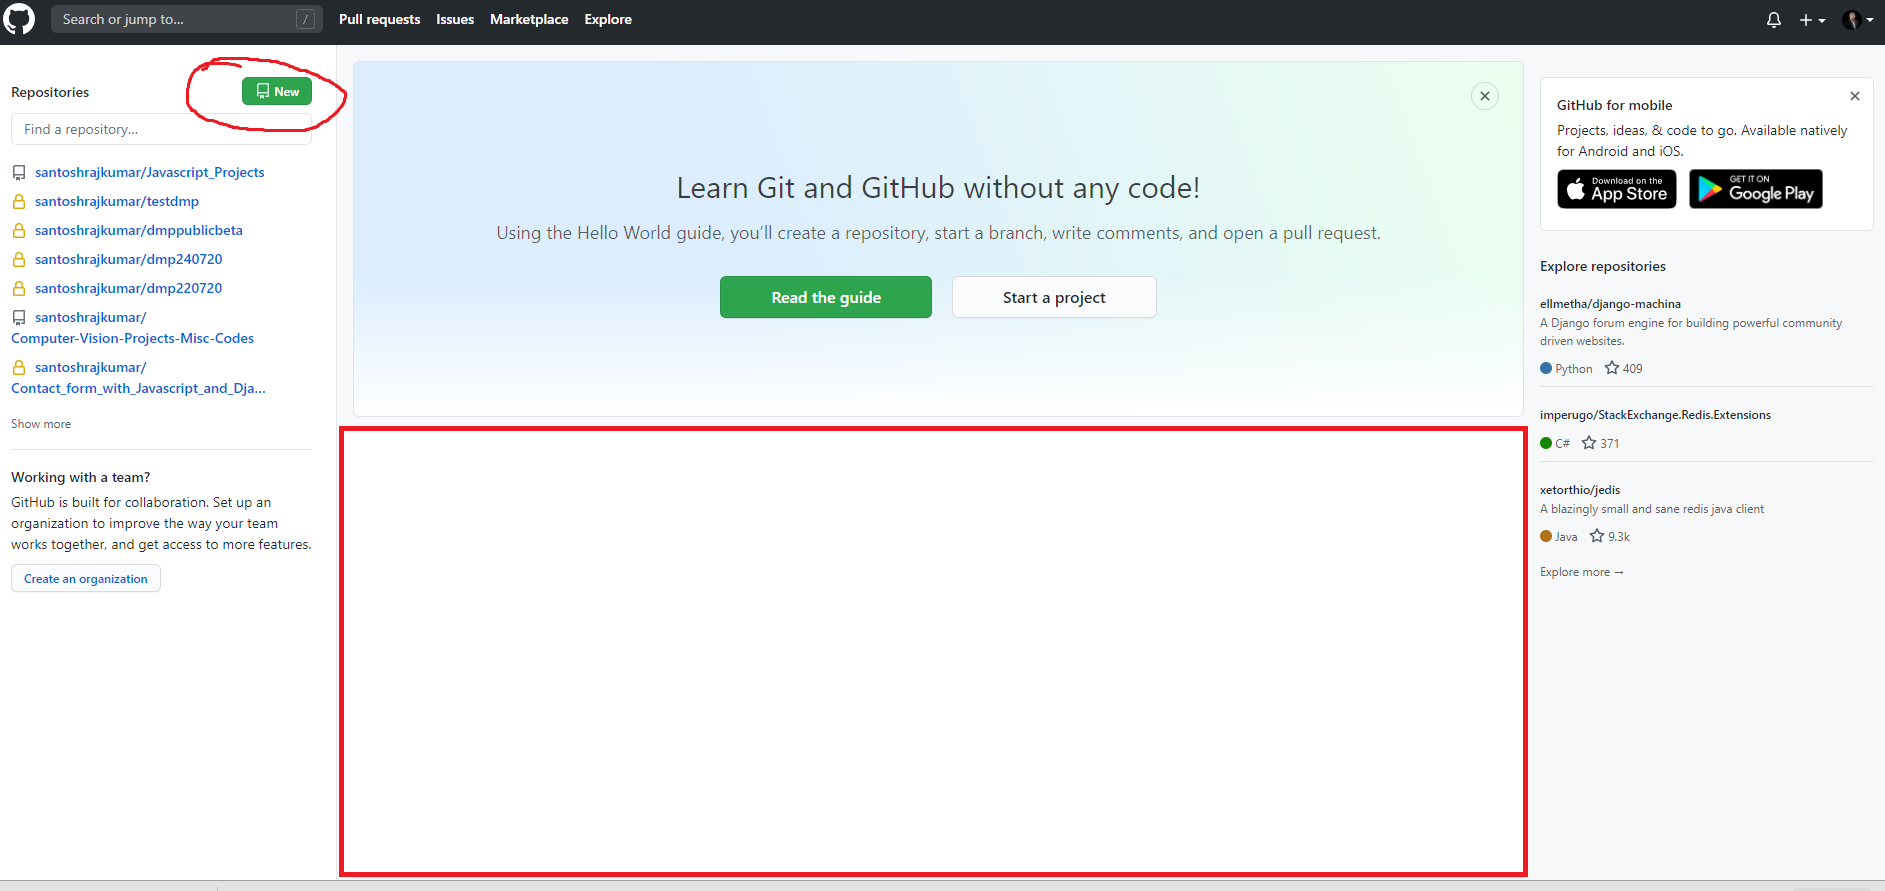 Search or jump to...
/
Pull requests
Issues
Marketplace
Explore
Repositories
New
Find a repository...
santoshrajkumar/Javascript_Projects
santoshrajkumar/testdmp
santoshrajkumar/dmppublicbeta
santoshrajkumar/dmp240720
santoshrajkumar/dmp220720
santoshrajkumar/
Computer-Vision-Projects-Misc-Codes
santoshrajkumar/
Contact_form_with_Javascript_and_Dja...
Show more
Working with a team?
GitHub is built for collaboration. Set up an
organization to improve the way your team
works together, and get access to more features.
Create an organization
Learn Git and GitHub without any code!
Using the Hello World guide, you’ll create a repository, start a branch, write comments, and open a pull request.
Read the guide
Start a project
GitHub for mobile
Projects, ideas, & code to go. Available natively
for Android and iOS.
Download on the
App Store
GET IT ON
Google Play
Explore repositories
ellmetha/django-machina
A Django forum engine for building powerful community
driven websites.
Python 409
imperugo/StackExchange.Redis.Extensions
C# 371
xetorthio/jedis
A blazingly small and sane redis java client
Java 9.3k
Explore more →